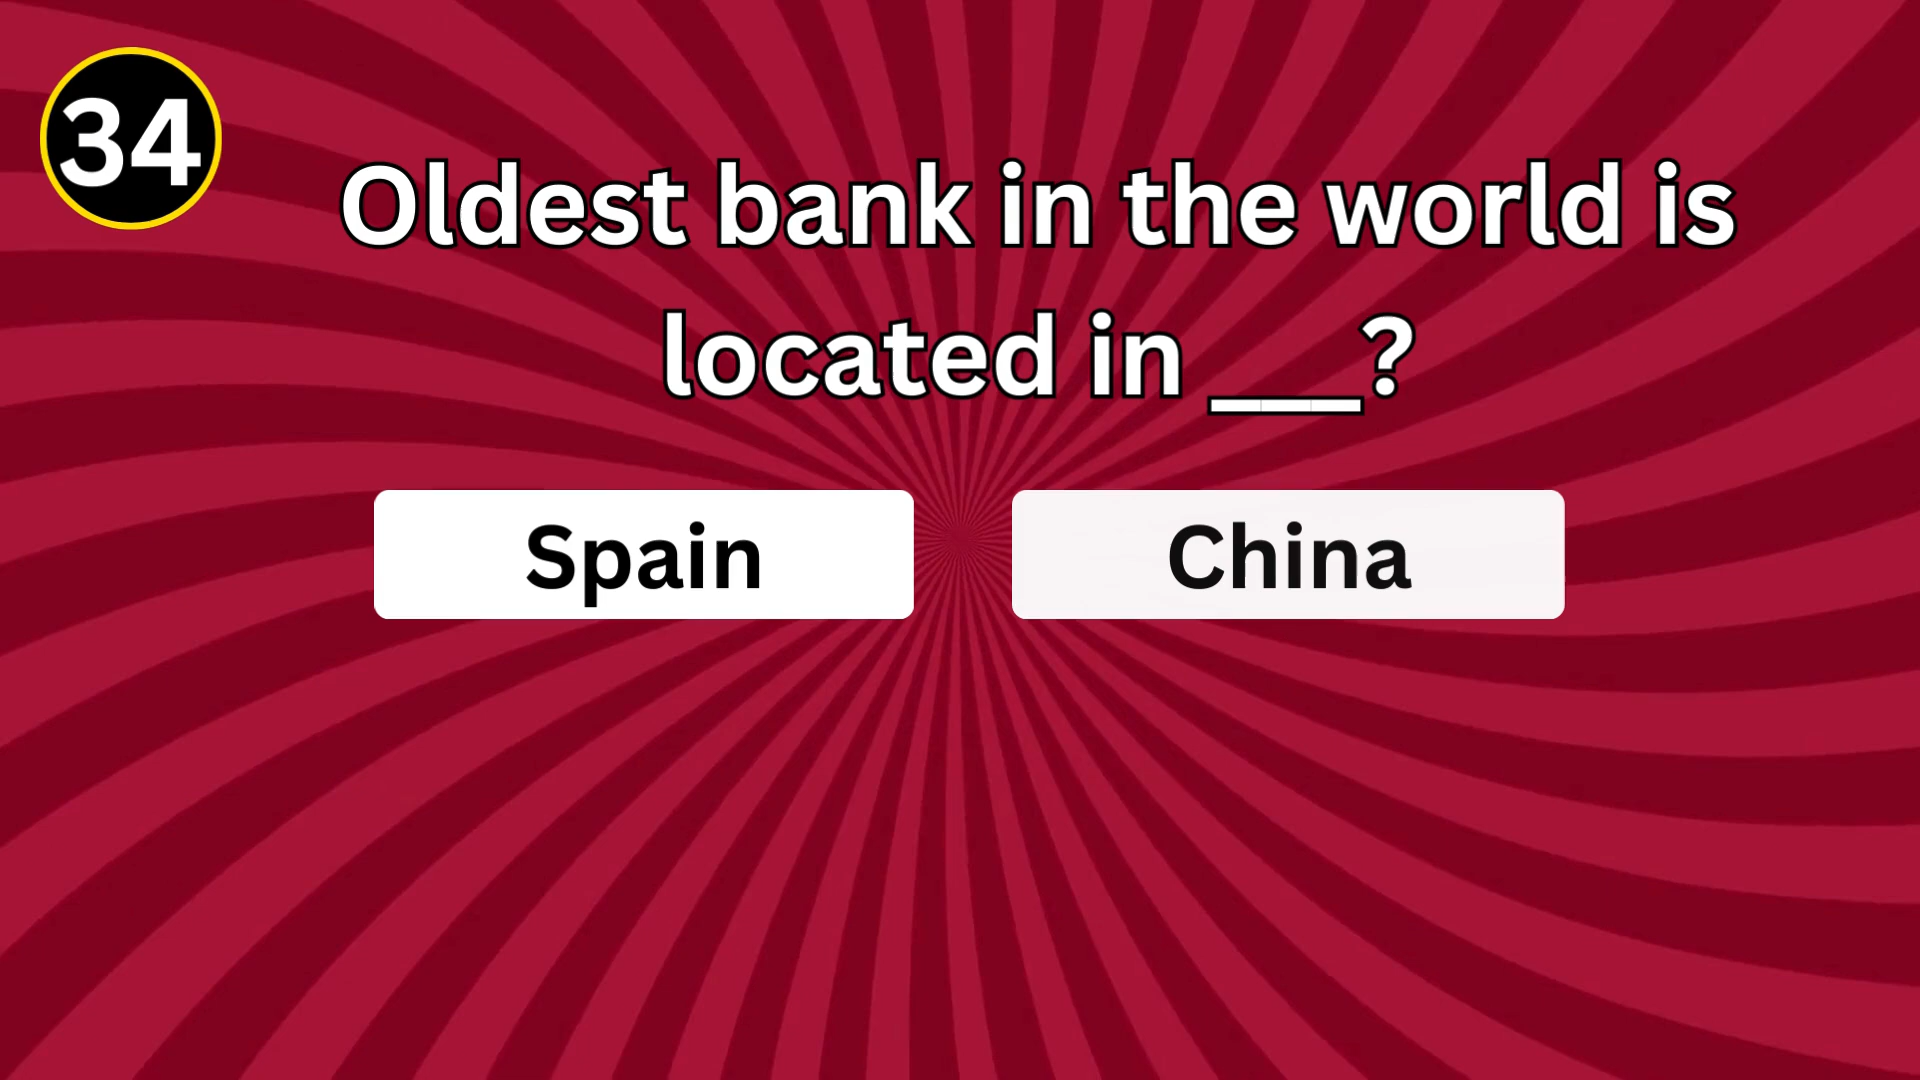 34
Oldest bank in the world is
located in ___?
Spain
China